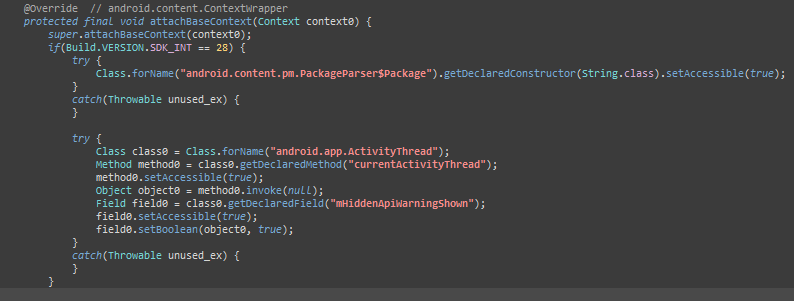 @Override  // android.content.ContextWrapper
protected final void attachBaseContext(Context context0) {
    super.attachBaseContext(context0);
    if(Build.VERSION.SDK_INT == 28) {
        try {
            Class.forName("android.content.pm.PackageParser$Package").getDeclaredConstructor(String.class).setAccessible(true);
        }
        catch(Throwable unused_ex) {
        }

        try {
            Class class0 = Class.forName("android.app.ActivityThread");
            Method method0 = class0.getDeclaredMethod("currentActivityThread");
            method0.setAccessible(true);
            Object object0 = method0.invoke(null);
            Field field0 = class0.getDeclaredField("mHiddenApiWarningShown");
            field0.setAccessible(true);
            field0.setBoolean(object0, true);
        }
        catch(Throwable unused_ex) {
        }
    }